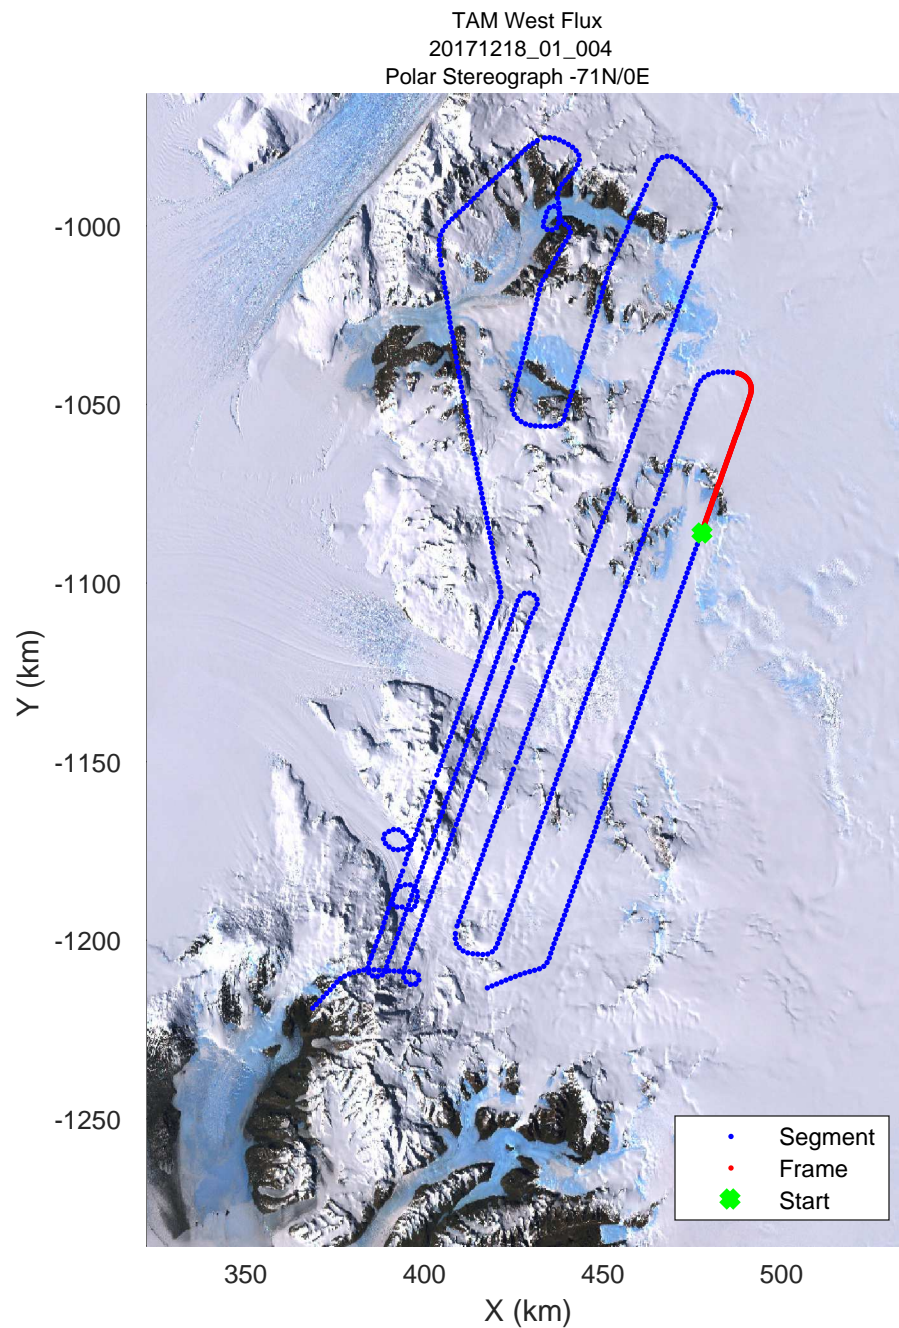 TAM West Flux
20171218_01_004
Polar Stereograph -71N/0E
-1000
-1050
-1100
-1150
-1200
-1250
Y (km)
350
400
450
500
X (km)
Segment
Frame
Start